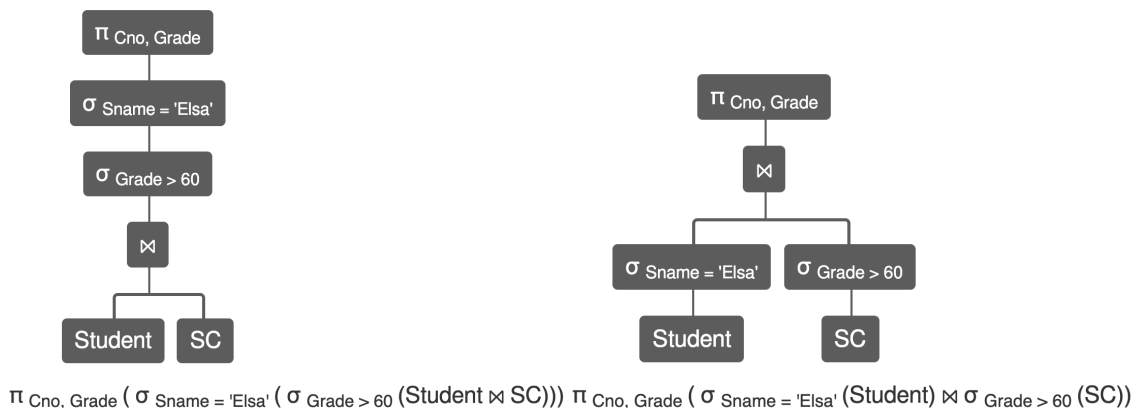 π Cno, Grade
σ Sname = 'Elsa'
σ Grade > 60
⋈
Student
SC
π Cno, Grade ( σ Sname = 'Elsa' ( σ Grade > 60 (Student ⋈ SC)))
π Cno, Grade
⋈
σ Sname = 'Elsa'
σ Grade > 60
Student
SC
π Cno, Grade ( σ Sname = 'Elsa' (Student) ⋈ σ Grade > 60 (SC))